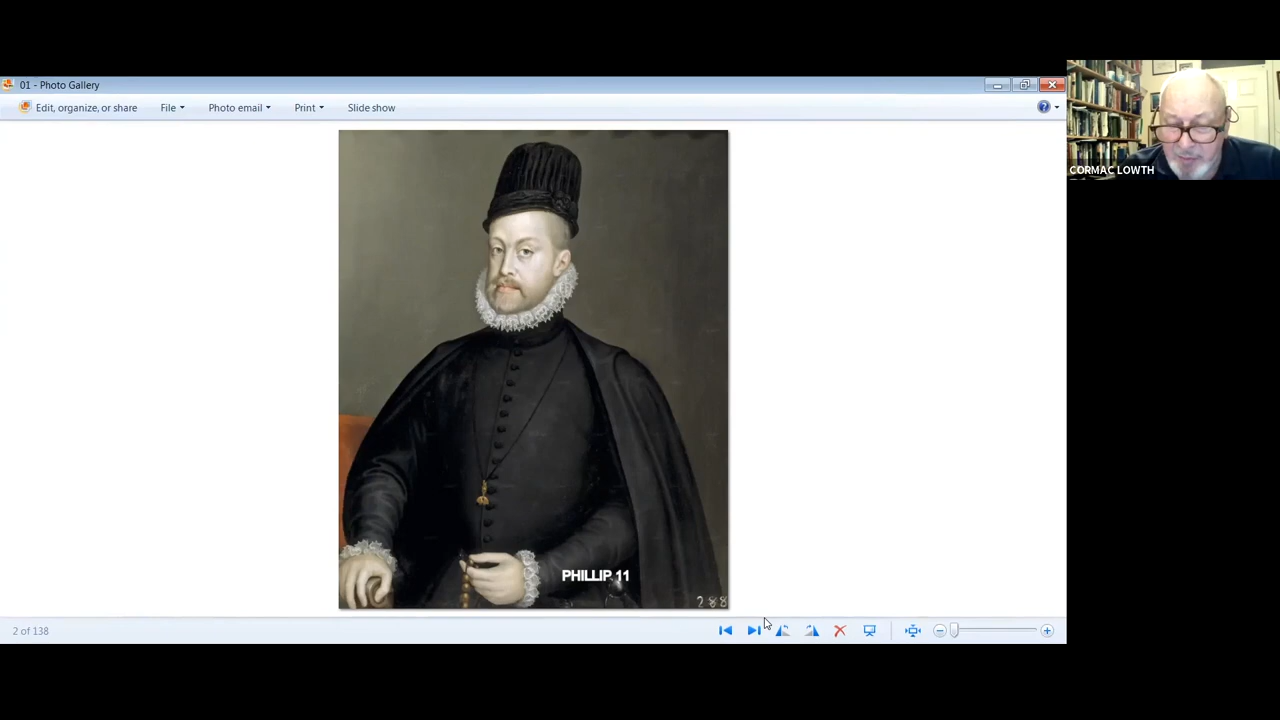 01 - Photo Gallery
Edit, organize, or share File Photo email Print Slide show
CORMAC LOWTH
PHILLIP 11
288
2 of 138